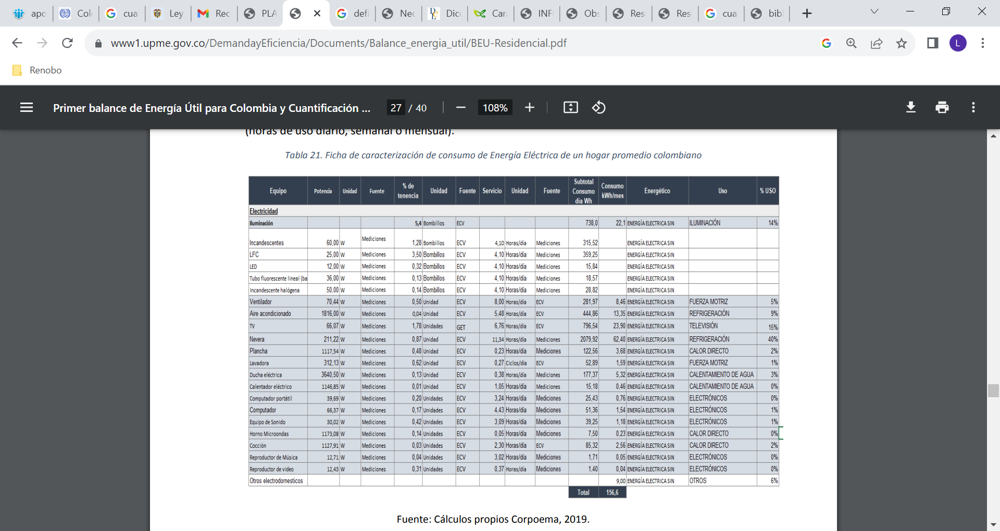 apo
Col
cua
Ley
Rec
PLA
defi
Nec
Dicc
Cara
INF
Obs
Res
Res
cua
bibl
www1.upme.gov.co/DemandayEficiencia/Documents/Balance_energia_util/BEU-Residencial.pdf
L
Renobo
Primer balance de Energía Útil para Colombia y Cuantificación ... 27 / 40 108%
(horas de uso diario, semanal o mensual).
Tabla 21. Ficha de caracterización de consumo de Energía Eléctrica de un hogar promedio colombiano
Equipo Potencia Unidad Fuente % de tenencia Unidad Fuente Servicio Unidad Fuente Subtotal Consumo día Wh Consumo kWh/mes Energético Uso % USO
Electricidad
Iluminación 5,4 Bombillos ECV 738,0 22,1 ENERGÍA ELECTRICA SIN ILUMINACIÓN 14%
Incandescentes 60,00 W Mediciones 1,28 Bombillos ECV 4,10 Horas/día Mediciones 315,52 ENERGÍA ELECTRICA SIN
LFC 25,00 W Mediciones 3,50 Bombillos ECV 4,10 Horas/día Mediciones 359,25 ENERGÍA ELECTRICA SIN
LED 12,00 W Mediciones 0,32 Bombillos ECV 4,10 Horas/día Mediciones 15,84 ENERGÍA ELECTRICA SIN
Tubo fluorescente lineal (ba 36,00 W Mediciones 0,13 Bombillos ECV 4,10 Horas/día Mediciones 18,57 ENERGÍA ELECTRICA SIN
Incandescente halógena 50,00 W Mediciones 0,14 Bombillos ECV 4,10 Horas/día Mediciones 28,82 ENERGÍA ELECTRICA SIN
Ventilador 70,44 W Mediciones 0,50 Unidad ECV 8,00 Horas/día ECV 281,97 8,46 ENERGÍA ELECTRICA SIN FUERZA MOTRIZ 5%
Aire acondicionado 1816,00 W Mediciones 0,04 Unidad ECV 5,48 Horas/día ECV 444,86 13,35 ENERGÍA ELECTRICA SIN REFRIGERACIÓN 9%
TV 66,07 W Mediciones 1,78 Unidades GET 6,76 Horas/día ECV 796,54 23,90 ENERGÍA ELECTRICA SIN TELEVISIÓN 15%
Nevera 211,22 W Mediciones 0,87 Unidad ECV 11,34 Horas/día Mediciones 2079,92 62,40 ENERGÍA ELECTRICA SIN REFRIGERACIÓN 40%
Plancha 1117,54 W Mediciones 0,48 Unidad ECV 0,23 Horas/día Mediciones 122,56 3,68 ENERGÍA ELECTRICA SIN CALOR DIRECTO 2%
Lavadora 312,13 W Mediciones 0,62 Unidad ECV 0,27 Ciclos/día ECV 52,89 1,59 ENERGÍA ELECTRICA SIN FUERZA MOTRIZ 1%
Ducha eléctrica 3640,50 W Mediciones 0,13 Unidad ECV 0,38 Horas/día Mediciones 177,37 5,32 ENERGÍA ELECTRICA SIN CALENTAMIENTO DE AGUA 3%
Calentador eléctrico 1146,85 W Mediciones 0,01 Unidad ECV 1,05 Horas/día Mediciones 15,18 0,46 ENERGÍA ELECTRICA SIN CALENTAMIENTO DE AGUA 0%
Computador portátil 39,69 W Mediciones 0,20 Unidades ECV 3,24 Horas/día Mediciones 25,43 0,76 ENERGÍA ELECTRICA SIN ELECTRÓNICOS 0%
Computador 66,37 W Mediciones 0,17 Unidades ECV 4,43 Horas/día Mediciones 51,36 1,54 ENERGÍA ELECTRICA SIN ELECTRÓNICOS 1%
Equipo de Sonido 30,02 W Mediciones 0,42 Unidades ECV 3,09 Horas/día Mediciones 39,25 1,18 ENERGÍA ELECTRICA SIN ELECTRÓNICOS 1%
Horno Microondas 1173,08 W Mediciones 0,14 Unidades ECV 0,05 Horas/día Mediciones 7,50 0,23 ENERGÍA ELECTRICA SIN CALOR DIRECTO 0%
Cocción 1127,91 W Mediciones 0,03 Unidades ECV 2,30 Horas/día ECV 85,32 2,56 ENERGÍA ELECTRICA SIN CALOR DIRECTO 2%
Reproductor de Música 12,71 W Mediciones 0,04 Unidades ECV 3,02 Horas/día Mediciones 1,71 0,05 ENERGÍA ELECTRICA SIN ELECTRÓNICOS 0%
Reproductor de video 12,43 W Mediciones 0,31 Unidades ECV 0,37 Horas/día Mediciones 1,40 0,04 ENERGÍA ELECTRICA SIN ELECTRÓNICOS 0%
Otros electrodomesticos 9,00 ENERGÍA ELECTRICA SIN OTROS 6%
Total 156,6
Fuente: Cálculos propios Corpoema, 2019.